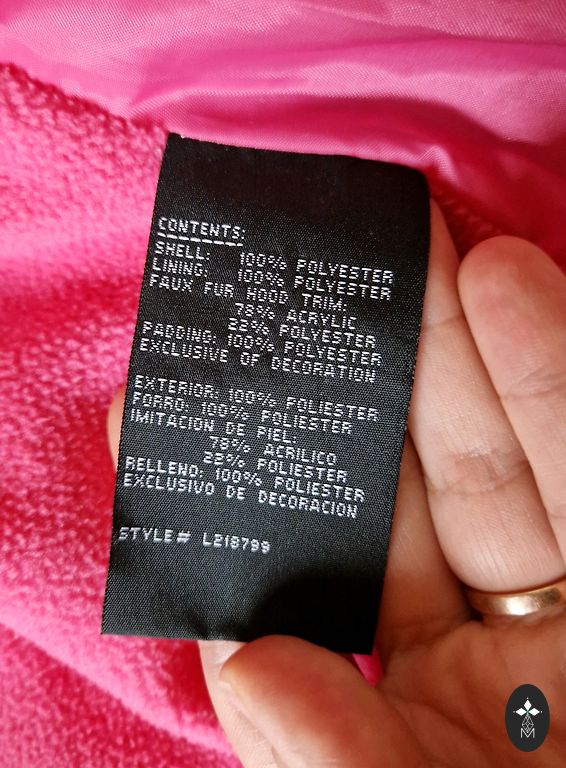 CONTENTS:
SHELL: 100% POLYESTER
LINING: 100% POLYESTER
FAUX FUR HOOD TRIM:
78% ACRYLIC
22% POLYESTER
PADDING: 100% POLYESTER
EXCLUSIVE OF DECORATION
EXTERIOR: 100% POLIESTER
FORRO: 100% POLIESTER
IMITACION DE PIEL:
78% ACRILICO
22% POLIESTER
RELLENO: 100% POLIESTER
EXCLUSIVO DE DECORACION
STYLE# L218799
M